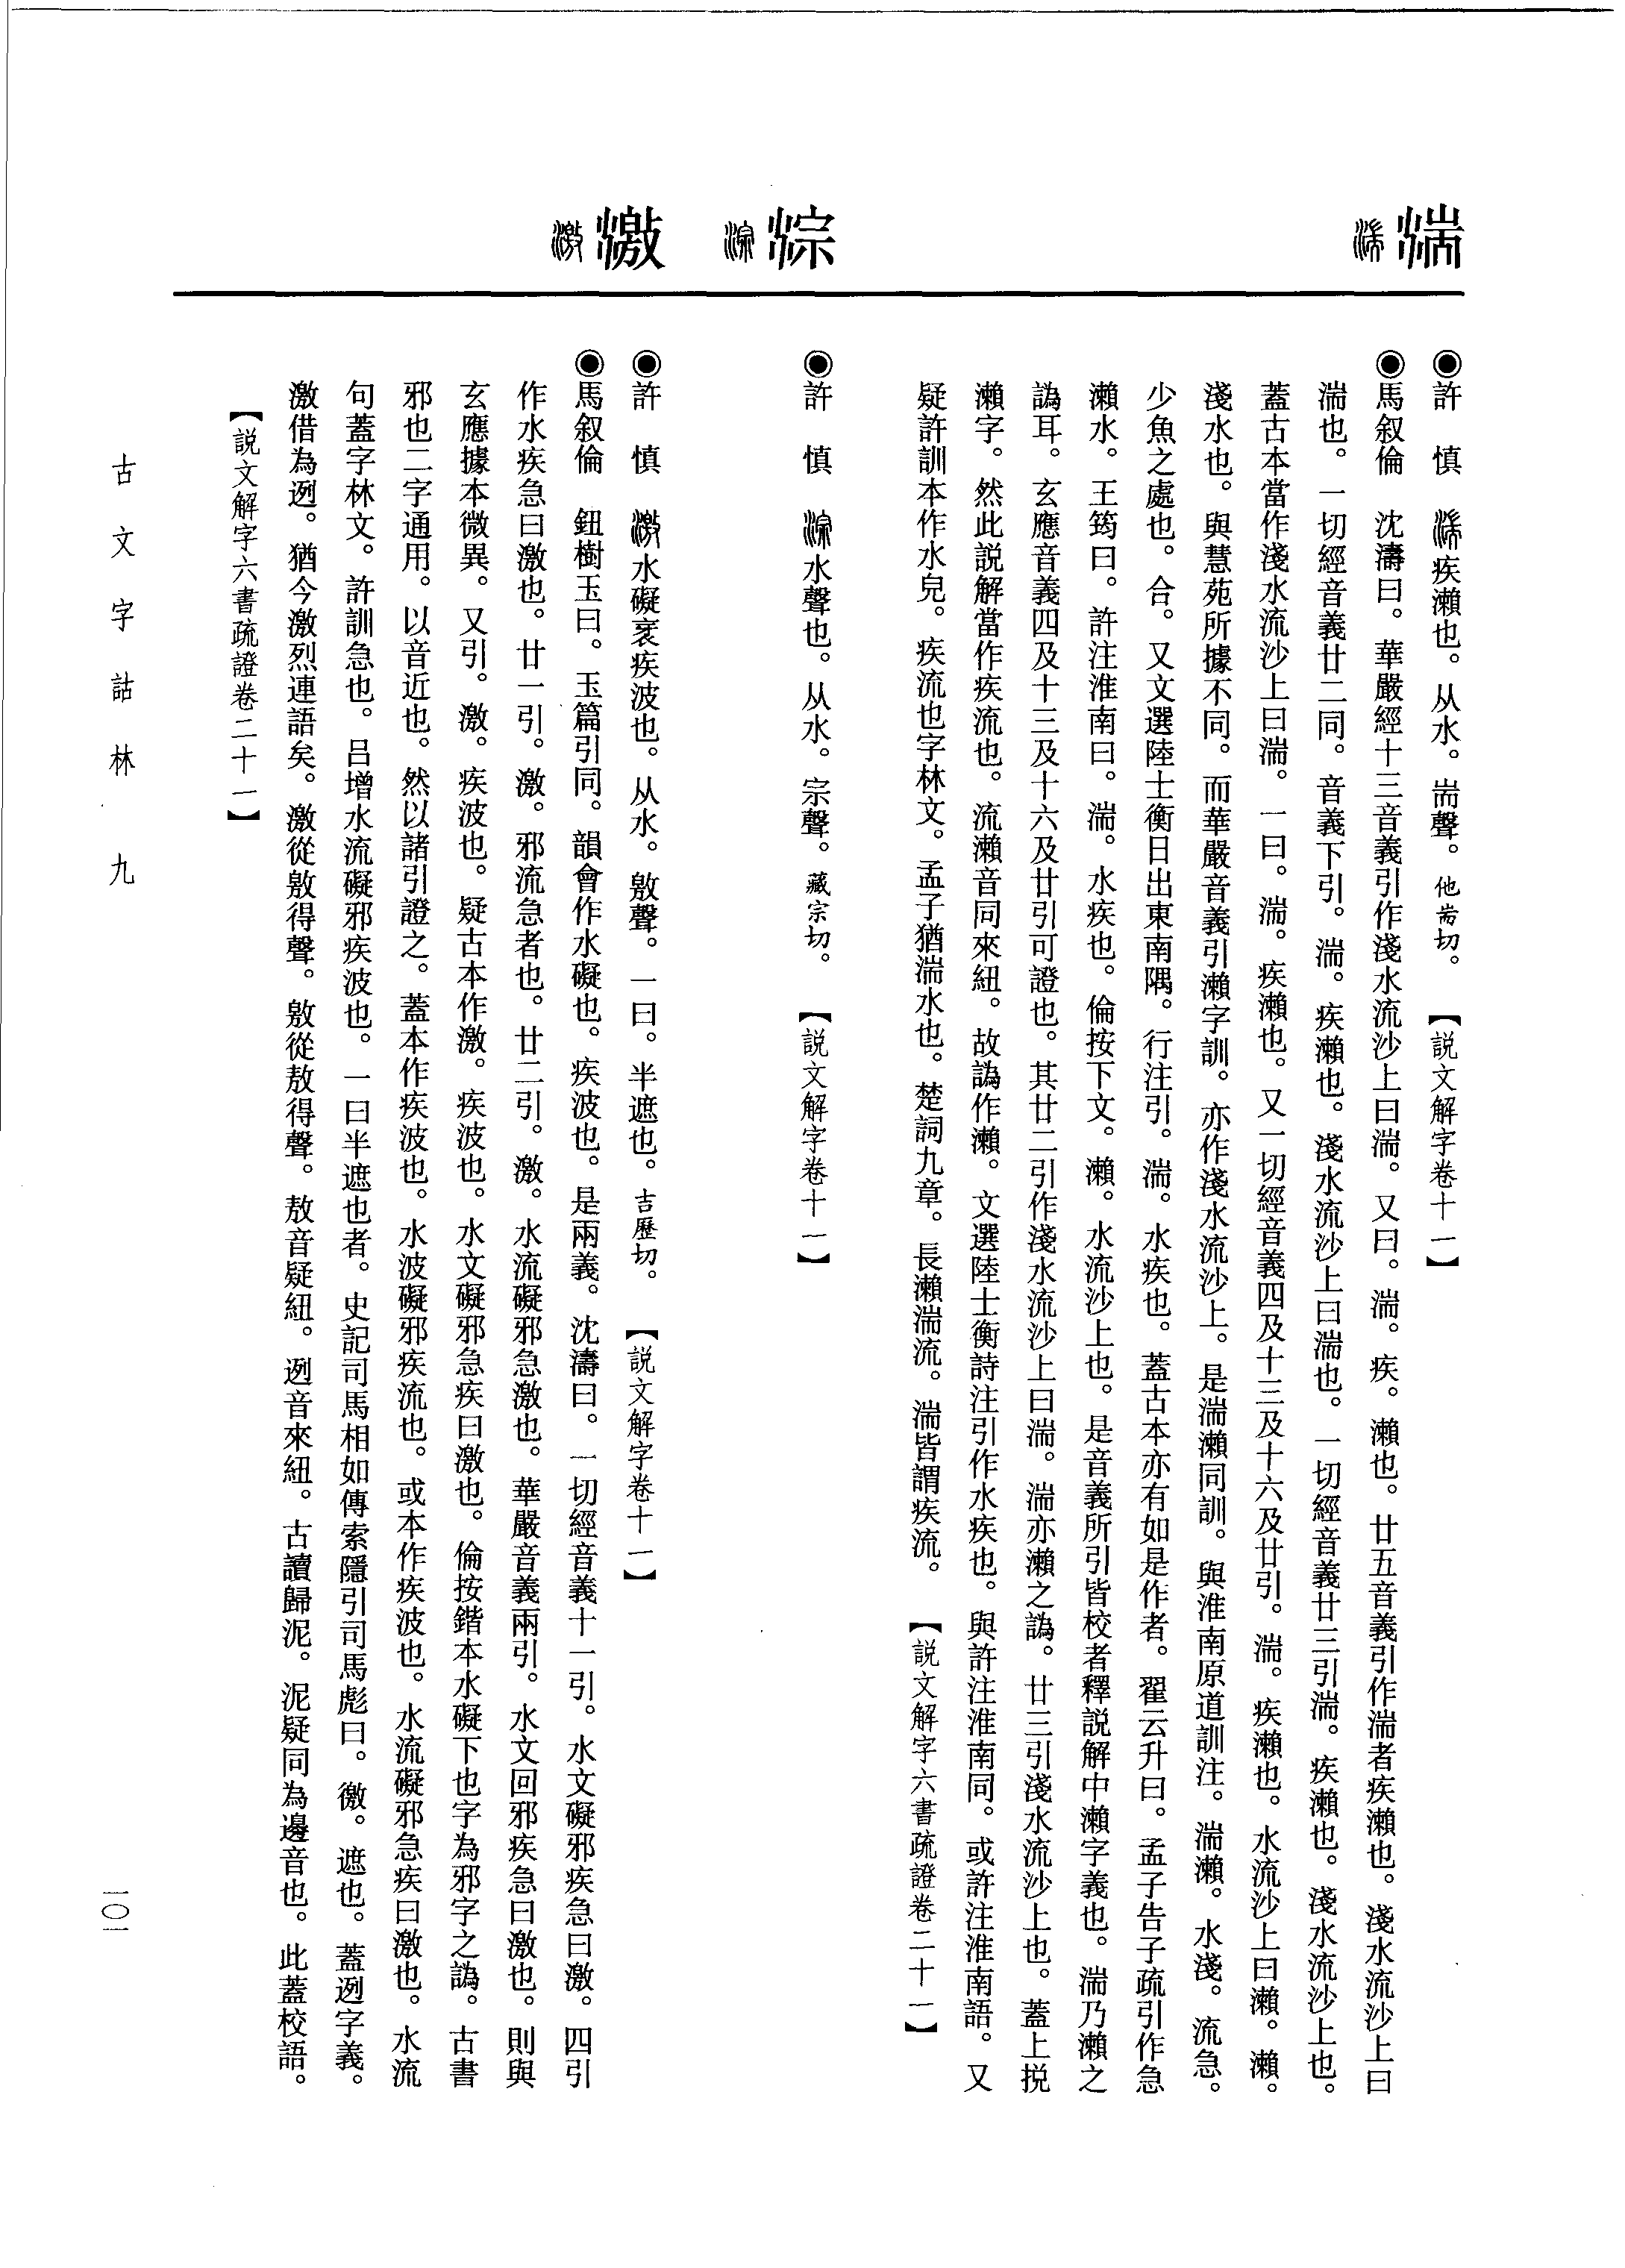 湍
淙
激
◉許　慎　疾瀨也。从水。耑聲。他耑切。【説文解字卷十一】
◉馬叙倫　沈濤曰。華嚴經十三音義引作淺水流沙上曰湍。又曰。湍。疾。瀨也。廿五音義引作湍者疾瀨也。淺水流沙上曰
湍也。一切經音義廿二同。音義下引。湍。疾瀨也。淺水流沙上曰湍也。一切經音義廿三引湍。疾瀨也。淺水流沙上也。
蓋古本當作淺水流沙上曰湍。一曰。湍。疾瀨也。又一切經音義四及十三及十六及廿引。湍。疾瀨也。水流沙上曰瀨。瀨。
淺水也。與慧苑所據不同。而華嚴音義引瀨字訓。亦作淺水流沙上。是湍瀨同訓。與淮南原道訓注。湍瀨。水淺。流急。
少魚之處也。合。又文選陸士衡日出東南隅。行注引。湍。水疾也。蓋古本亦有如是作者。翟云升曰。孟子告子疏引作急
瀨水。王筠曰。許注淮南曰。湍。水疾也。倫按下文。瀨。水流沙上也。是音義所引皆校者釋説解中瀨字義也。湍乃瀨之
譌耳。玄應音義四及十三及十六及廿引可證也。其廿二引作淺水流沙上曰湍。湍亦瀨之譌。廿三引淺水流沙上也。蓋上挩
瀨字。然此説解當作疾流也。流瀨音同來紐。故譌作瀨。文選陸士衡詩注引作水疾也。與許注淮南同。或許注淮南語。又
疑許訓本作水皃。疾流也字林文。孟子猶湍水也。楚詞九章。長瀨湍流。湍皆謂疾流。【説文解字六書疏證卷二十一】
◉許　慎　水聲也。从水。宗聲。藏宗切。【説文解字卷十一】
◉許　慎　水礙衺疾波也。从水。敫聲。一曰。半遮也。吉歷切。【説文解字卷十一】
◉馬叙倫　鈕樹玉曰。玉篇引同。韻會作水礙也。疾波也。是兩義。沈濤曰。一切經音義十一引。水文礙邪疾急曰激。四引
作水疾急曰激也。廿一引。激。邪流急者也。廿二引。激。水流礙邪急激也。華嚴音義兩引。水文回邪疾急曰激也。則與
玄應據本微異。又引。激。疾波也。疑古本作激。疾波也。水文礙邪急疾曰激也。倫按鍇本水礙下也字為邪字之譌。古書
邪也二字通用。以音近也。然以諸引證之。蓋本作疾波也。水波礙邪疾流也。或本作疾波也。水流礙邪急疾曰激也。水流
句蓋字林文。許訓急也。吕增水流礙邪疾波也。一曰半遮也者。史記司馬相如傳索隱引司馬彪曰。徼。遮也。蓋迾字義。
激借為迾。猶今激烈連語矣。激從敫得聲。敫從敖得聲。敖音疑紐。迾音來紐。古讀歸泥。泥疑同為邊音也。此蓋校語。
【説文解字六書疏證卷二十一】
古文字詁林　九
一〇一